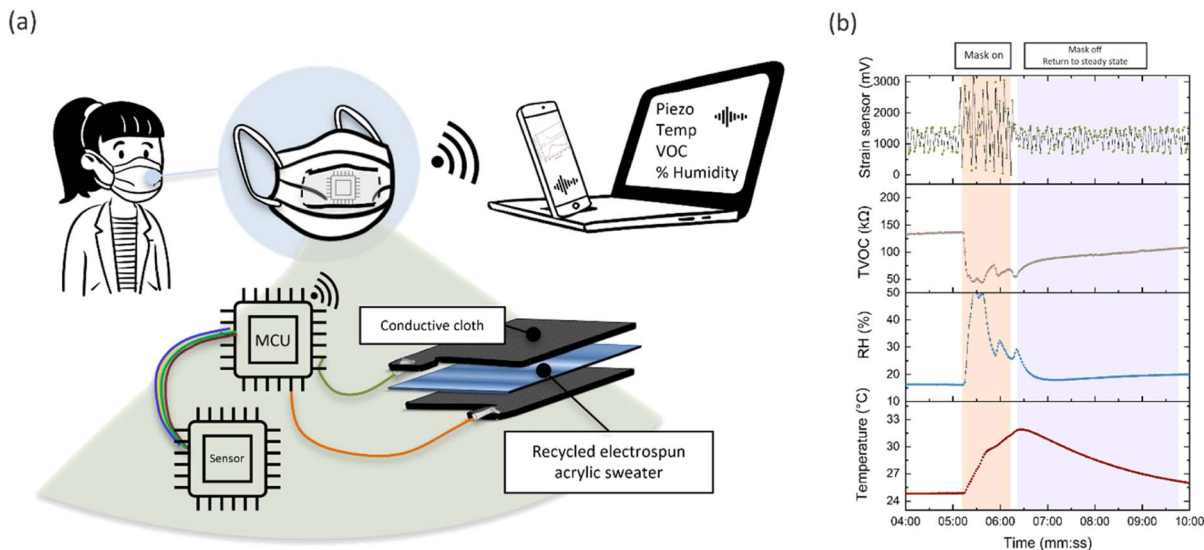 (a)
Piezo
Temp
VOC
% Humidity
MCU
Sensor
Conductive cloth
Recycled electrospun
acrylic sweater
(b)
Mask on
Mask off
Return to steady state
Strain sensor (mV)
3000
2000
1000
0
TVOC (kΩ)
200
150
100
50
RH (%)
50
40
30
20
10
Temperature (°C)
33
30
27
24
04:00 05:00 06:00 07:00 08:00 09:00 10:00
Time (mm:ss)